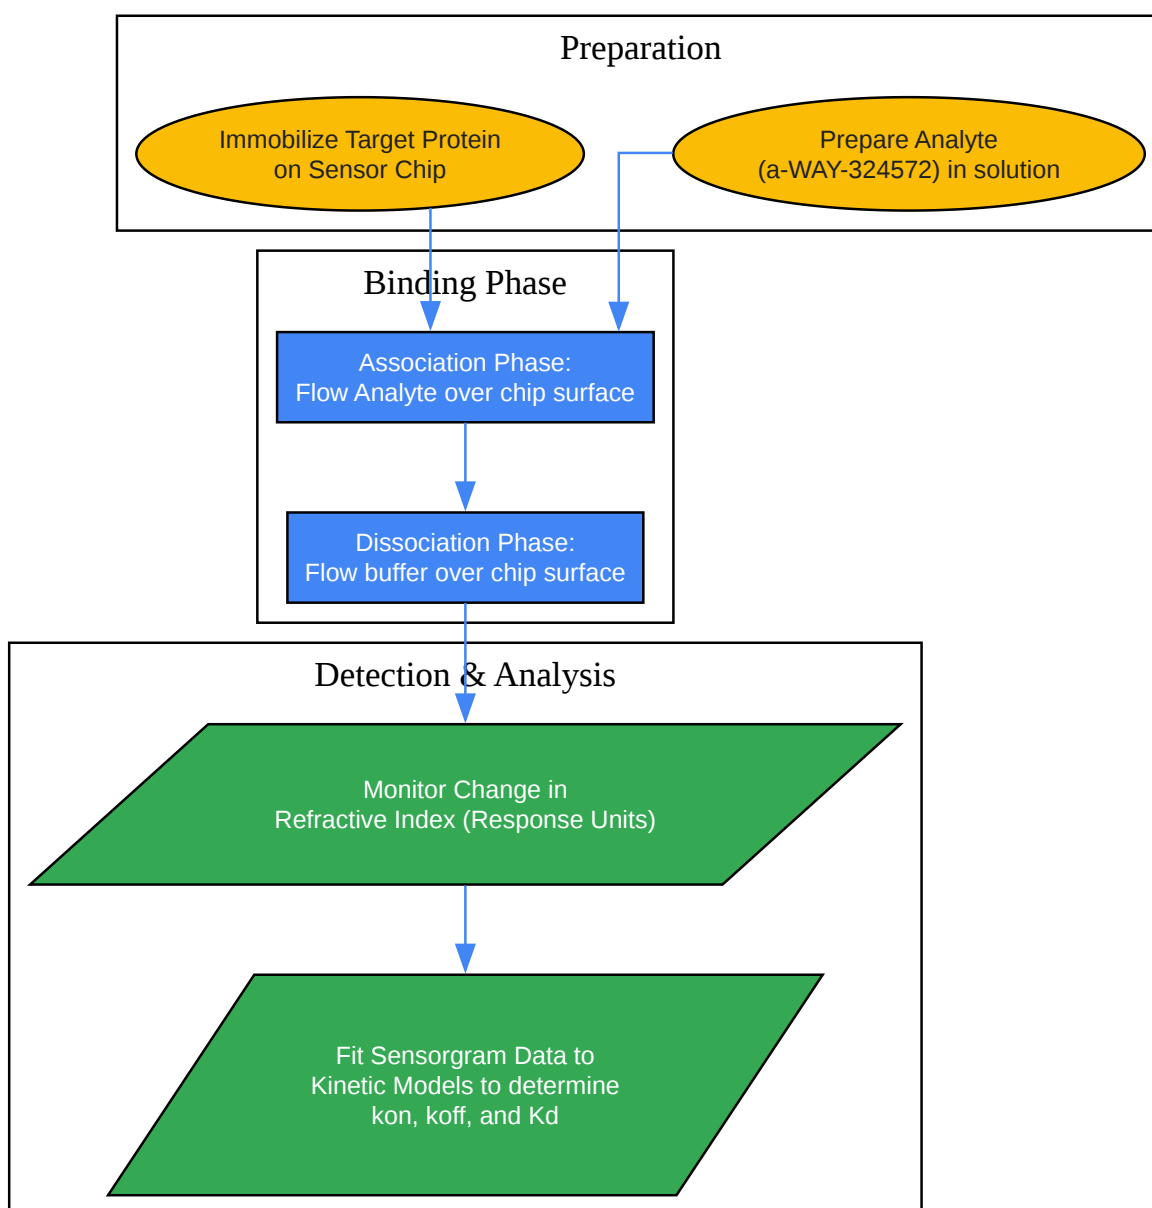 Preparation
Immobilize Target Protein
on Sensor Chip
Prepare Analyte
(a-WAY-324572) in solution
Binding Phase
Association Phase:
Flow Analyte over chip surface
Dissociation Phase:
Flow buffer over chip surface
Detection & Analysis
Monitor Change in
Refractive Index (Response Units)
Fit Sensorgram Data to
Kinetic Models to determine
kon, koff, and Kd